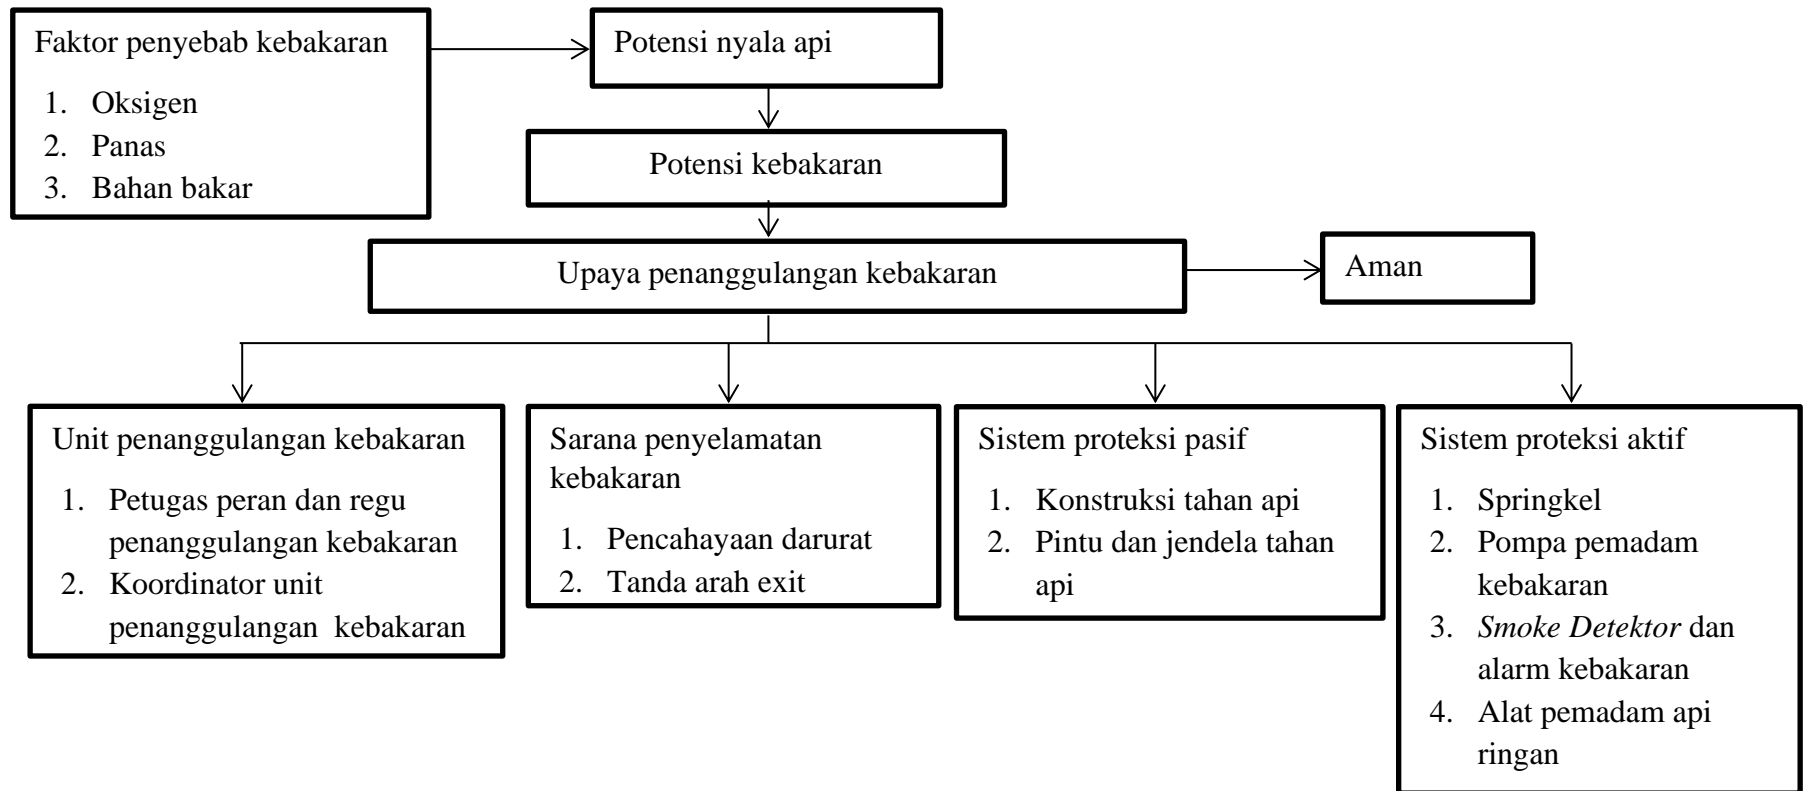 Faktor penyebab kebakaran
1. Oksigen
2. Panas
3. Bahan bakar
Potensi nyala api
Potensi kebakaran
Upaya penanggulangan kebakaran
Aman
Unit penanggulangan kebakaran
1. Petugas peran dan regu
penanggulangan kebakaran
2. Koordinator unit
penanggulangan kebakaran
Sarana penyelamatan
kebakaran
1. Pencahayaan darurat
2. Tanda arah exit
Sistem proteksi pasif
1. Konstruksi tahan api
2. Pintu dan jendela tahan
api
Sistem proteksi aktif
1. Springkel
2. Pompa pemadam
kebakaran
3. Smoke Detektor dan
alarm kebakaran
4. Alat pemadam api
ringan